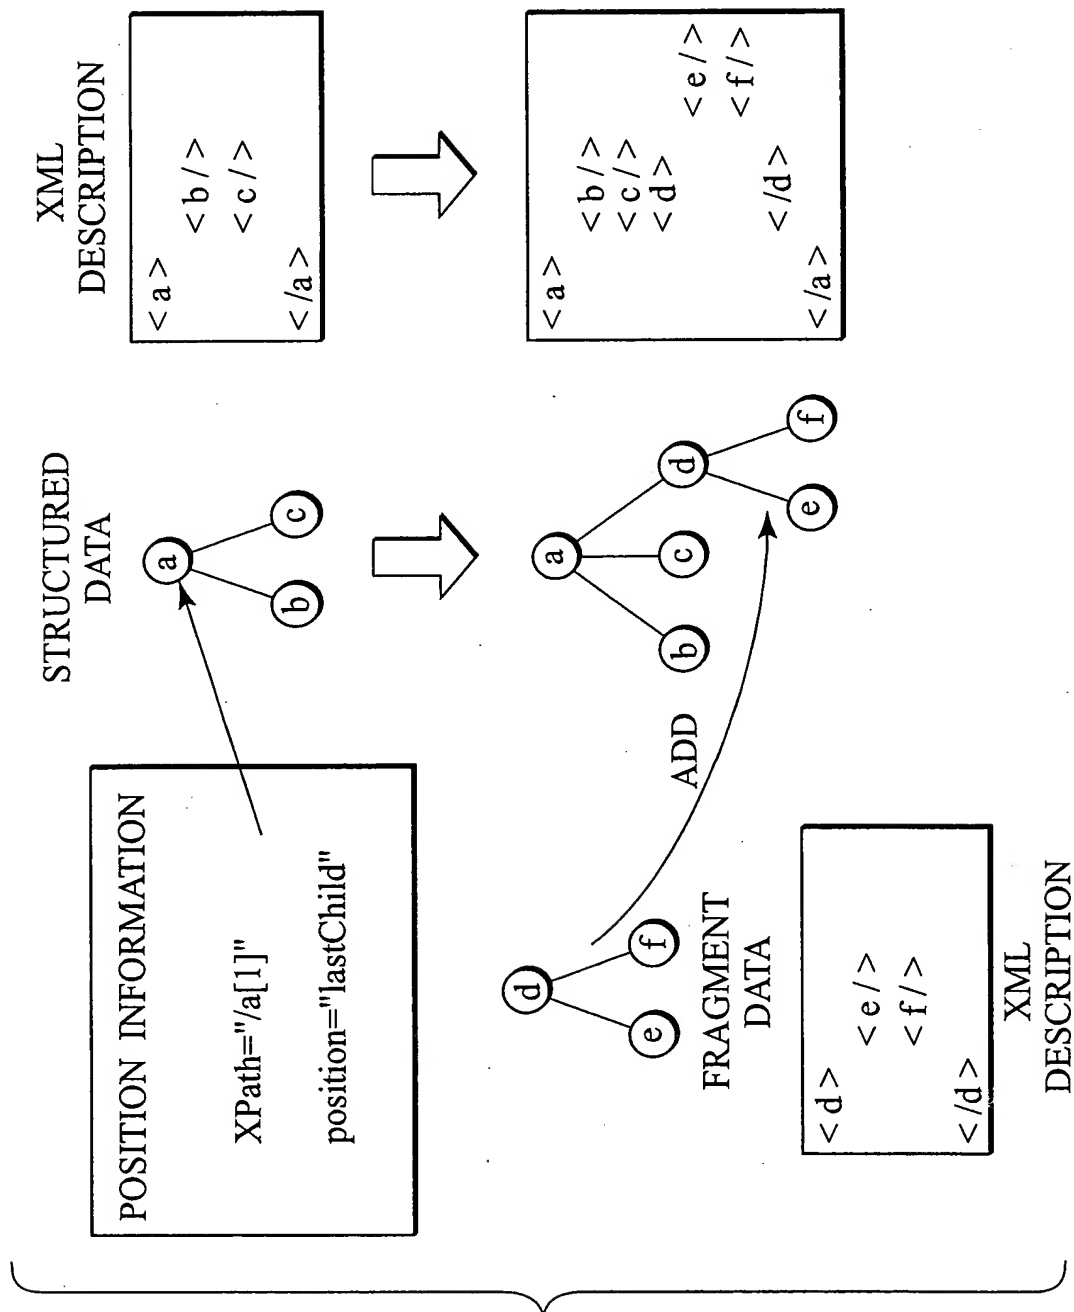 POSITION INFORMATION
XPath="/a[1]"
position="lastChild"
STRUCTURED
DATA
a
b
c
XML
DESCRIPTION
<a>
<b/>
<c/>
</a>
d
e
f
FRAGMENT
DATA
ADD
a
b
c
d
e
f
<a>
<b/>
<c/>
<d>
<e/>
<f/>
</d>
</a>
<d>
<e/>
<f/>
</d>
XML
DESCRIPTION